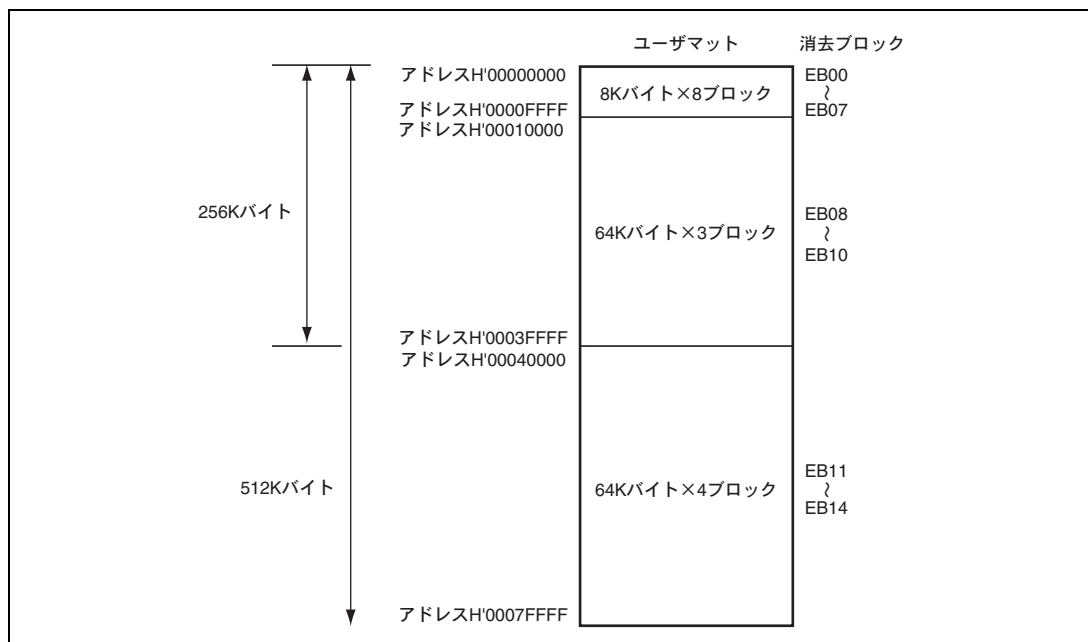 ユーザマット 消去ブロック
アドレスH'00000000 EB00
8Kバイト×8ブロック ~
アドレスH'0000FFFF EB07
アドレスH'00010000
256Kバイト EB08
64Kバイト×3ブロック ~
EB10
アドレスH'0003FFFF
アドレスH'00040000
EB11
512Kバイト 64Kバイト×4ブロック ~
EB14
アドレスH'0007FFFF